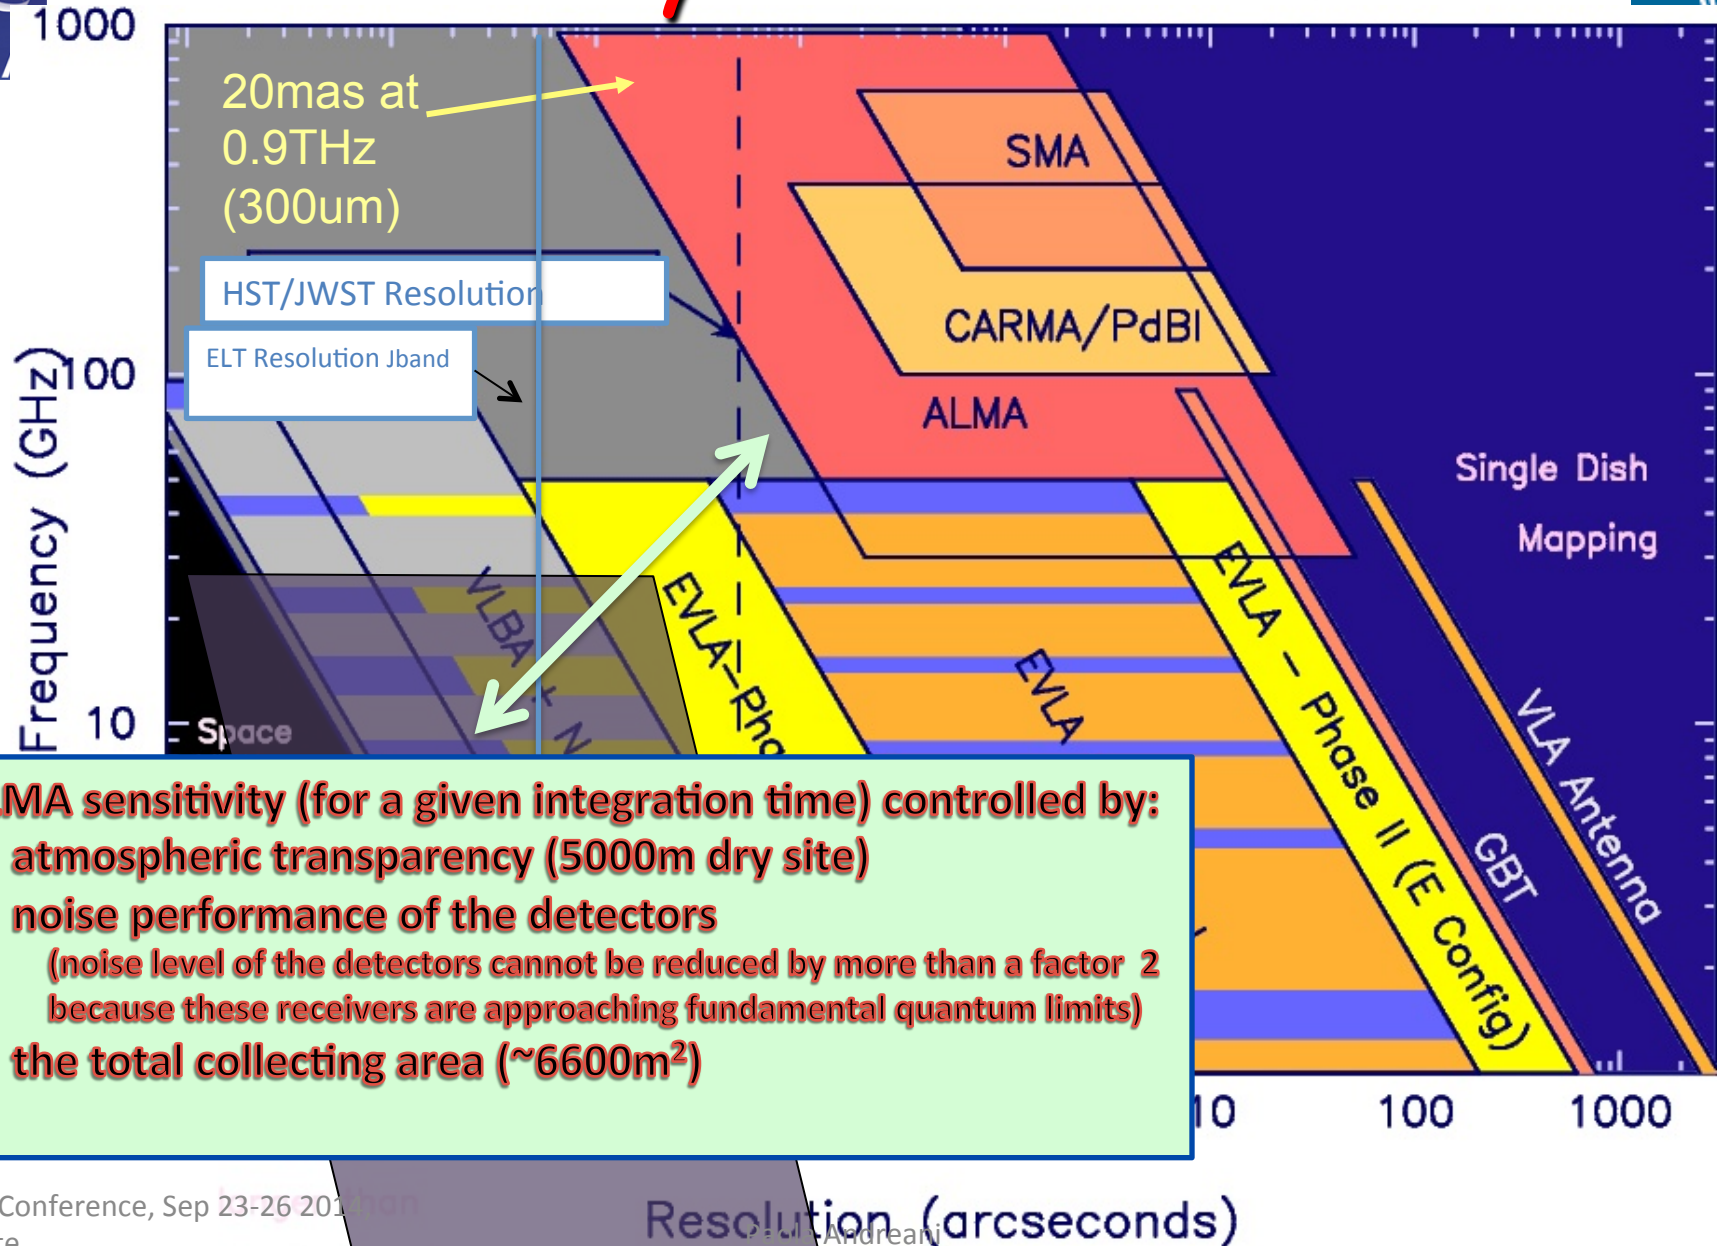 1000
20mas at
0.9THz
(300um)
SMA
HST/JWST Resolution
CARMA/PdBI
ELT Resolution Jband
100
ALMA
Single Dish
Mapping
Frequency (GHz)
VLBA + N
EVLA-Pha
EVLA
EVLA - Phase II (E Config)
GBT
VLA Antenna
10
Space
MA sensitivity (for a given integration time) controlled by:
atmospheric transparency (5000m dry site)
noise performance of the detectors
(noise level of the detectors cannot be reduced by more than a factor 2
because these receivers are approaching fundamental quantum limits)
the total collecting area (~6600m²)
10
100
1000
Conference, Sep 23-26 201
Resolution (arcseconds)
Andreani